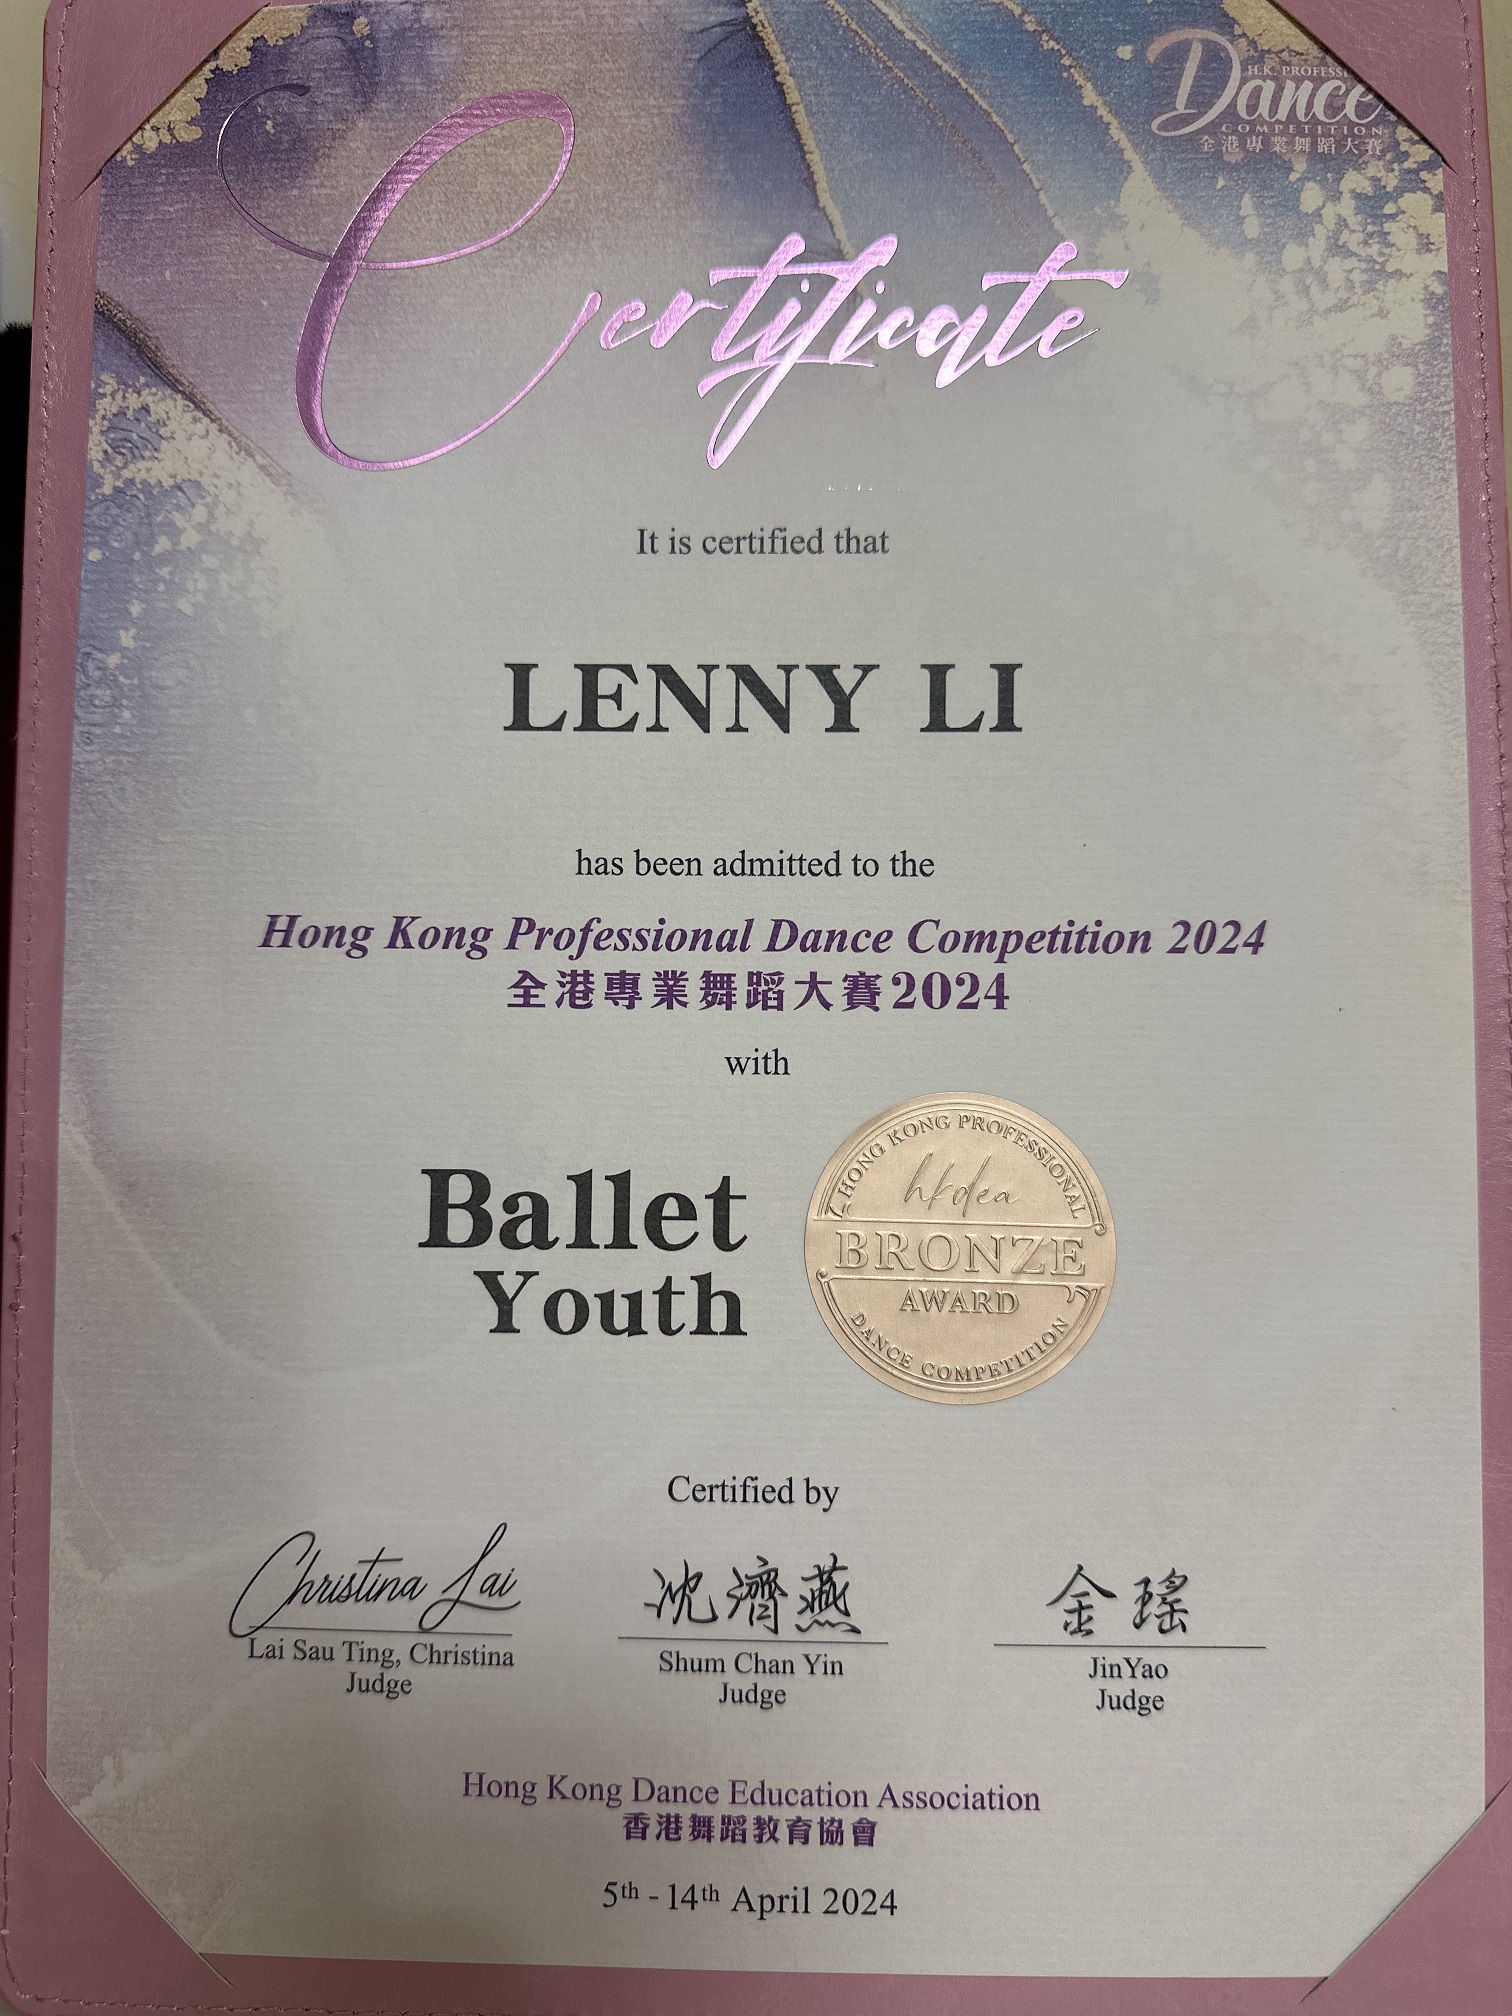 H.K. PROFESSI
Dance
COMPETITION
全港專業舞蹈大賽
Certificate
It is certified that
LENNY LI
has been admitted to the
Hong Kong Professional Dance Competition 2024
全港專業舞蹈大賽2024
with
Ballet
Youth
HONG KONG PROFESSIONAL
hkdea
BRONZE
AWARD
DANCE COMPETITION
Certified by
Christina Lai
Lai Sau Ting, Christina
Judge
沈濟燕
Shum Chan Yin
Judge
金瑤
JinYao
Judge
Hong Kong Dance Education Association
香港舞蹈教育協會
5th - 14th April 2024